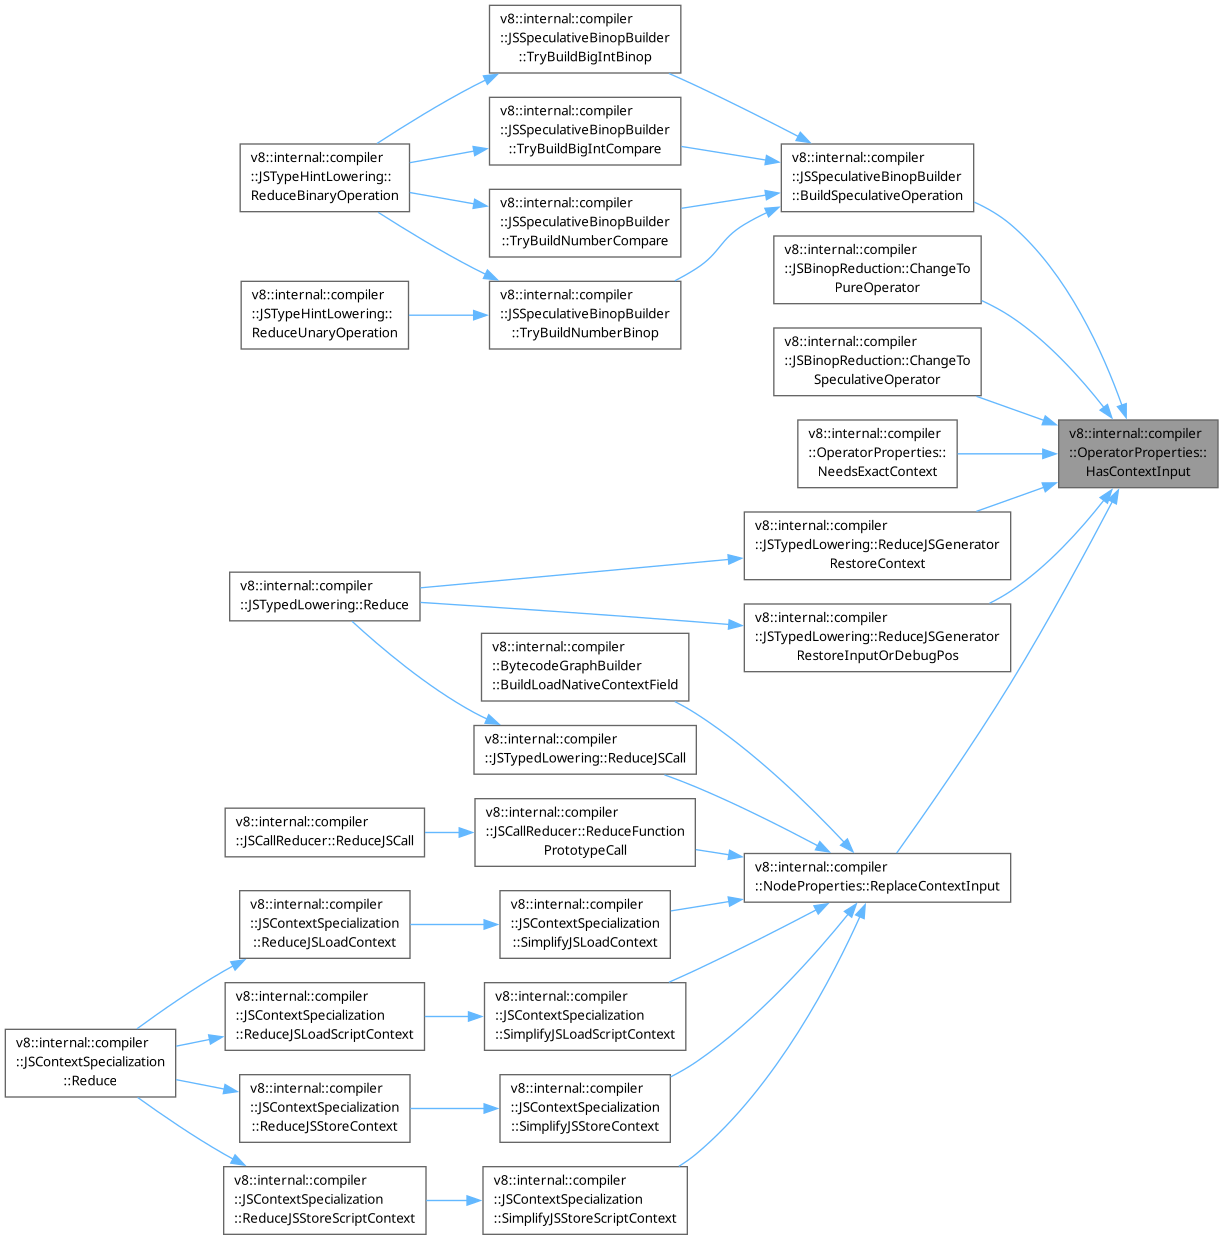 v8::internal::compiler
::JSSpeculativeBinopBuilder
::TryBuildBigIntBinop
v8::internal::compiler
::JSSpeculativeBinopBuilder
::TryBuildBigIntCompare
v8::internal::compiler
::JSTypeHintLowering::
ReduceBinaryOperation
v8::internal::compiler
::JSSpeculativeBinopBuilder
::BuildSpeculativeOperation
v8::internal::compiler
::JSSpeculativeBinopBuilder
::TryBuildNumberCompare
v8::internal::compiler
::JSBinopReduction::ChangeTo
PureOperator
v8::internal::compiler
::JSTypeHintLowering::
ReduceUnaryOperation
v8::internal::compiler
::JSSpeculativeBinopBuilder
::TryBuildNumberBinop
v8::internal::compiler
::JSBinopReduction::ChangeTo
SpeculativeOperator
v8::internal::compiler
::OperatorProperties::
NeedsExactContext
v8::internal::compiler
::OperatorProperties::
HasContextInput
v8::internal::compiler
::JSTypedLowering::ReduceJSGenerator
RestoreContext
v8::internal::compiler
::JSTypedLowering::Reduce
v8::internal::compiler
::JSTypedLowering::ReduceJSGenerator
RestoreInputOrDebugPos
v8::internal::compiler
::BytecodeGraphBuilder
::BuildLoadNativeContextField
v8::internal::compiler
::JSTypedLowering::ReduceJSCall
v8::internal::compiler
::JSCallReducer::ReduceJSCall
v8::internal::compiler
::JSCallReducer::ReduceFunction
PrototypeCall
v8::internal::compiler
::NodeProperties::ReplaceContextInput
v8::internal::compiler
::JSContextSpecialization
::ReduceJSLoadContext
v8::internal::compiler
::JSContextSpecialization
::SimplifyJSLoadContext
v8::internal::compiler
::JSContextSpecialization
::ReduceJSLoadScriptContext
v8::internal::compiler
::JSContextSpecialization
::SimplifyJSLoadScriptContext
v8::internal::compiler
::JSContextSpecialization
::Reduce
v8::internal::compiler
::JSContextSpecialization
::ReduceJSStoreContext
v8::internal::compiler
::JSContextSpecialization
::SimplifyJSStoreContext
v8::internal::compiler
::JSContextSpecialization
::ReduceJSStoreScriptContext
v8::internal::compiler
::JSContextSpecialization
::SimplifyJSStoreScriptContext